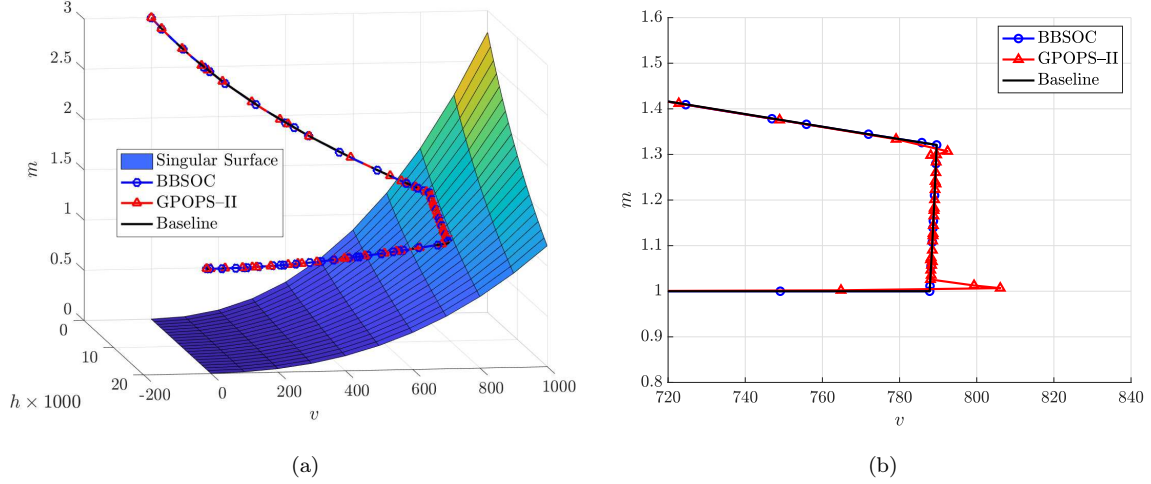 3
2.5
2
1.5
1
0.5
0
m
0
10
20
h × 1000
-200
0
200
400
600
800
1000
v
Singular Surface
BBSOC
GPOPS–II
Baseline
(a)
1.6
1.5
1.4
1.3
1.2
1.1
1
0.9
0.8
m
720
740
760
780
800
820
840
v
BBSOC
GPOPS–II
Baseline
(b)